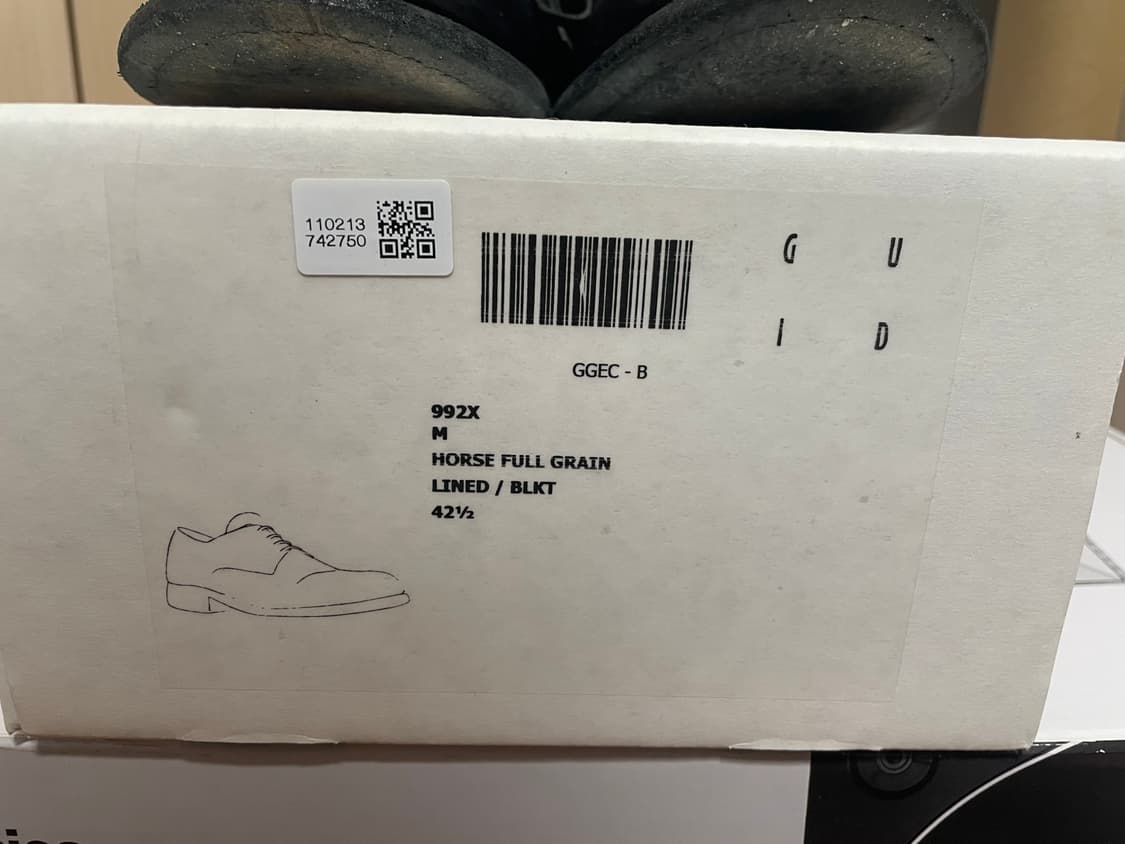 110213
742750
G U
I D
GGEC - B
992X
M
HORSE FULL GRAIN
LINED / BLKT
42½